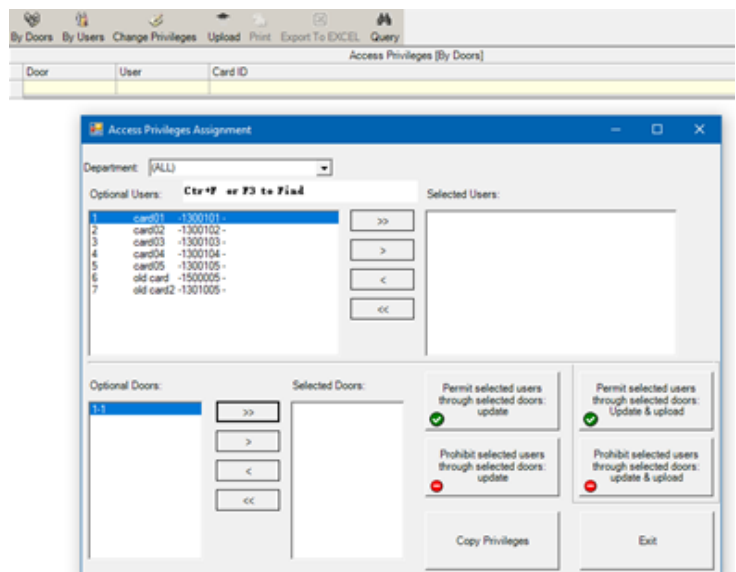 By Doors By Users Change Privileges Upload Print Export To EXCEL Query
Access Privileges [By Doors]
Door User Card ID
Access Privileges Assignment
Department: (ALL)
Optional Users: Ctr+F or F3 to Find Selected Users:
1 card01 -1300101 -
2 card02 -1300102 -
3 card03 -1300103 -
4 card04 -1300104 -
5 card05 -1300105 -
6 old card -1500005 -
7 old card2 -1301005 -
>>
>
<
<<
Optional Doors: Selected Doors:
1-1
>>
>
<
<<
Permit selected users
through selected doors:
update
Permit selected users
through selected doors:
Update & upload
Prohibit selected users
through selected doors:
update
Prohibit selected users
through selected doors:
update & upload
Copy Privileges Exit